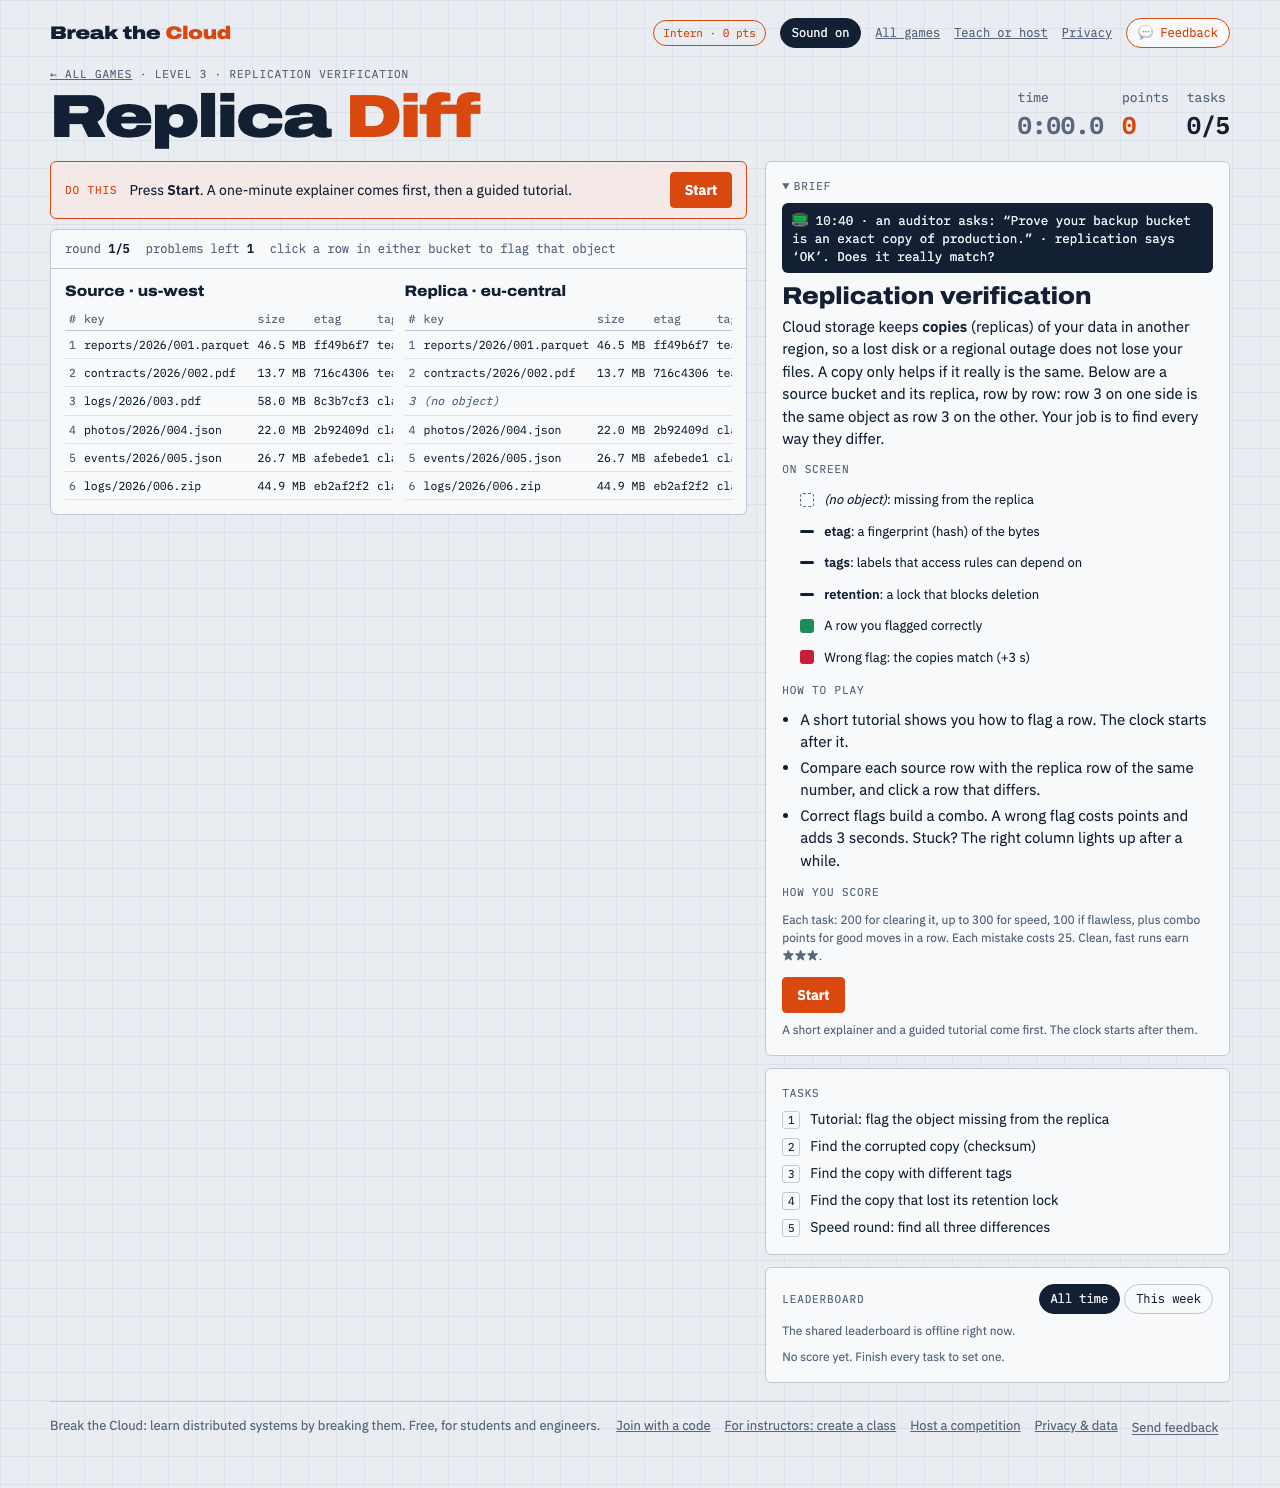 Break the Cloud
Intern · 0 pts
Sound on
All games
Teach or host
Privacy
💬 Feedback
← ALL GAMES · LEVEL 3 · REPLICATION VERIFICATION
Replica Diff
time points tasks
0:00.0 0 0/5
DO THIS Press Start. A one-minute explainer comes first, then a guided tutorial.
Start
round 1/5 problems left 1 click a row in either bucket to flag that object
Source · us-west
# key size etag
1 reports/2026/001.parquet 46.5 MB ff49b6f7
2 contracts/2026/002.pdf 13.7 MB 716c4306
3 logs/2026/003.pdf 58.0 MB 8c3b7cf3
4 photos/2026/004.json 22.0 MB 2b92409d
5 events/2026/005.json 26.7 MB afebede1
6 logs/2026/006.zip 44.9 MB eb2af2f2
Replica · eu-central
# key size etag
1 reports/2026/001.parquet 46.5 MB ff49b6f7
2 contracts/2026/002.pdf 13.7 MB 716c4306
3 (no object)
4 photos/2026/004.json 22.0 MB 2b92409d
5 events/2026/005.json 26.7 MB afebede1
6 logs/2026/006.zip 44.9 MB eb2af2f2
▼ BRIEF
10:40 · an auditor asks: “Prove your backup bucket
is an exact copy of production.” · replication says
‘OK’. Does it really match?
Replication verification
Cloud storage keeps copies (replicas) of your data in another
region, so a lost disk or a regional outage does not lose your
files. A copy only helps if it really is the same. Below are a
source bucket and its replica, row by row: row 3 on one side is
the same object as row 3 on the other. Your job is to find every
way they differ.
ON SCREEN
(no object): missing from the replica
etag: a fingerprint (hash) of the bytes
tags: labels that access rules can depend on
retention: a lock that blocks deletion
A row you flagged correctly
Wrong flag: the copies match (+3 s)
HOW TO PLAY
• A short tutorial shows you how to flag a row. The clock starts
after it.
• Compare each source row with the replica row of the same
number, and click a row that differs.
• Correct flags build a combo. A wrong flag costs points and
adds 3 seconds. Stuck? The right column lights up after a
while.
HOW YOU SCORE
Each task: 200 for clearing it, up to 300 for speed, 100 if flawless, plus combo
points for good moves in a row. Each mistake costs 25. Clean, fast runs earn
★★★.
Start
A short explainer and a guided tutorial come first. The clock starts after them.
TASKS
1 Tutorial: flag the object missing from the replica
2 Find the corrupted copy (checksum)
3 Find the copy with different tags
4 Find the copy that lost its retention lock
5 Speed round: find all three differences
LEADERBOARD
All time
This week
The shared leaderboard is offline right now.
No score yet. Finish every task to set one.
Break the Cloud: learn distributed systems by breaking them. Free, for students and engineers.
Join with a code
For instructors: create a class
Host a competition
Privacy & data
Send feedback